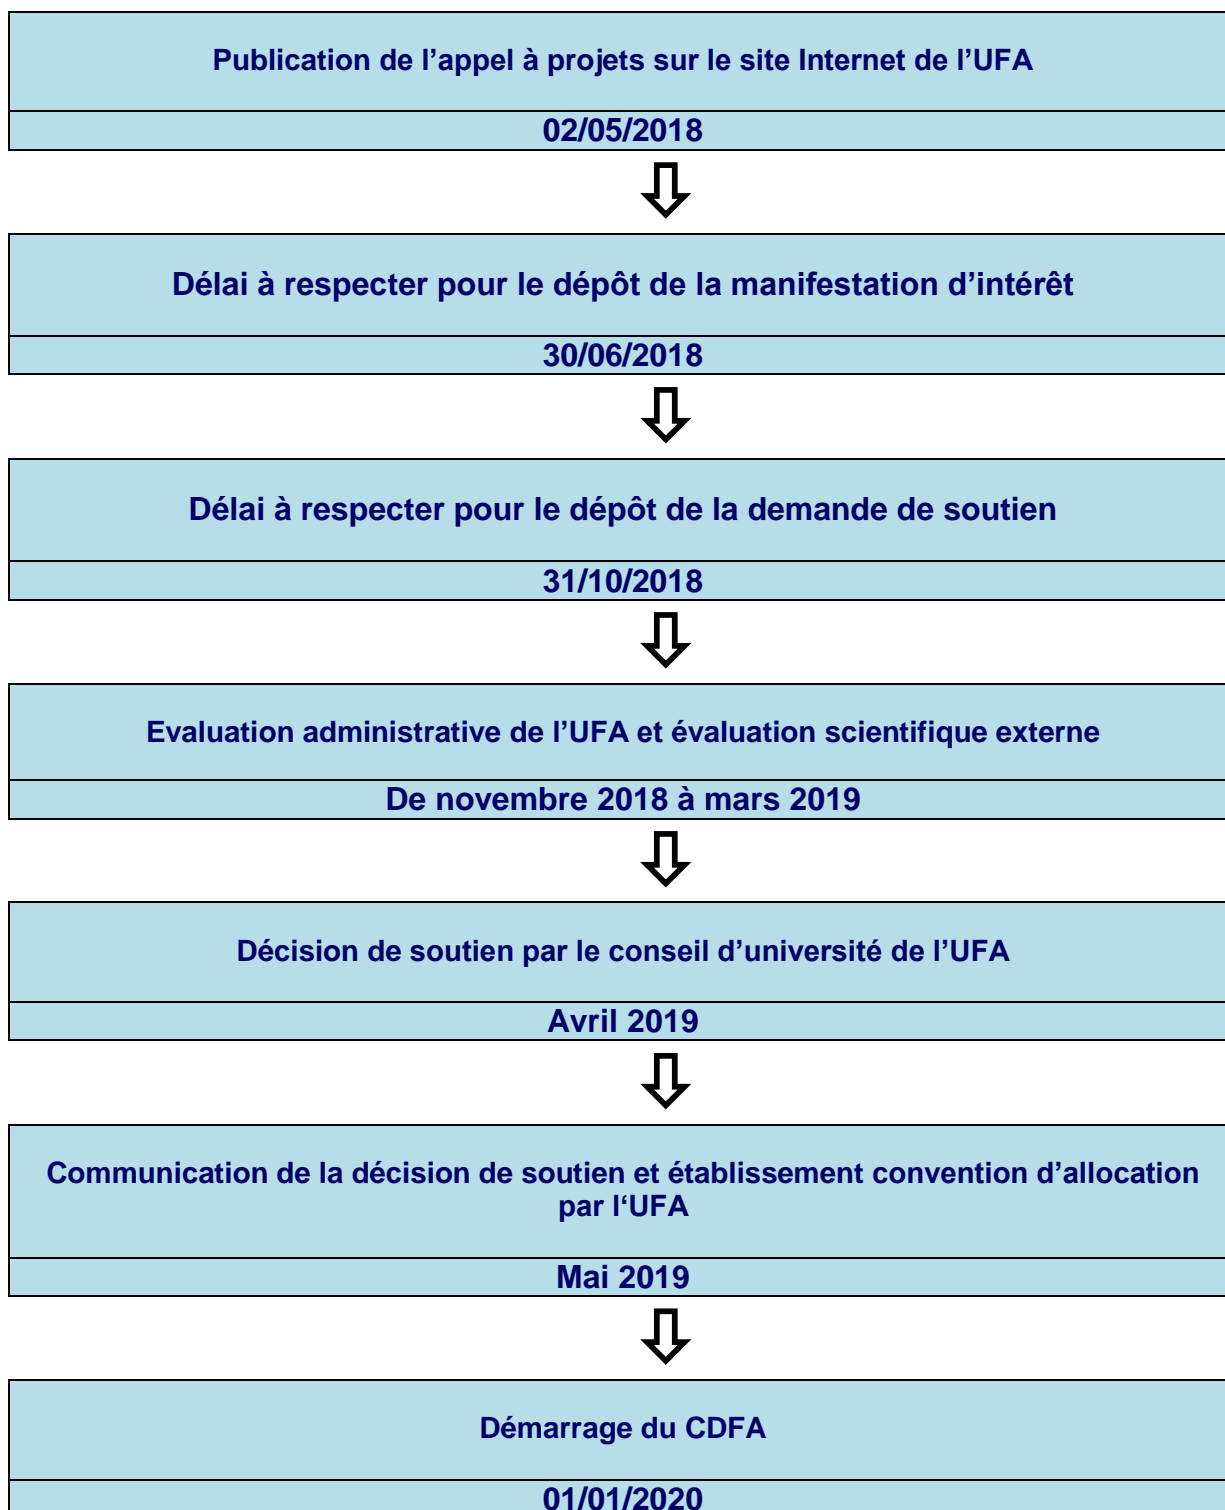 Publication de l’appel à projets sur le site Internet de l’UFA
02/05/2018
Délai à respecter pour le dépôt de la manifestation d’intérêt
30/06/2018
Délai à respecter pour le dépôt de la demande de soutien
31/10/2018
Evaluation administrative de l’UFA et évaluation scientifique externe
De novembre 2018 à mars 2019
Décision de soutien par le conseil d’université de l’UFA
Avril 2019
Communication de la décision de soutien et établissement convention d’allocation
par l‘UFA
Mai 2019
Démarrage du CDFA
01/01/2020